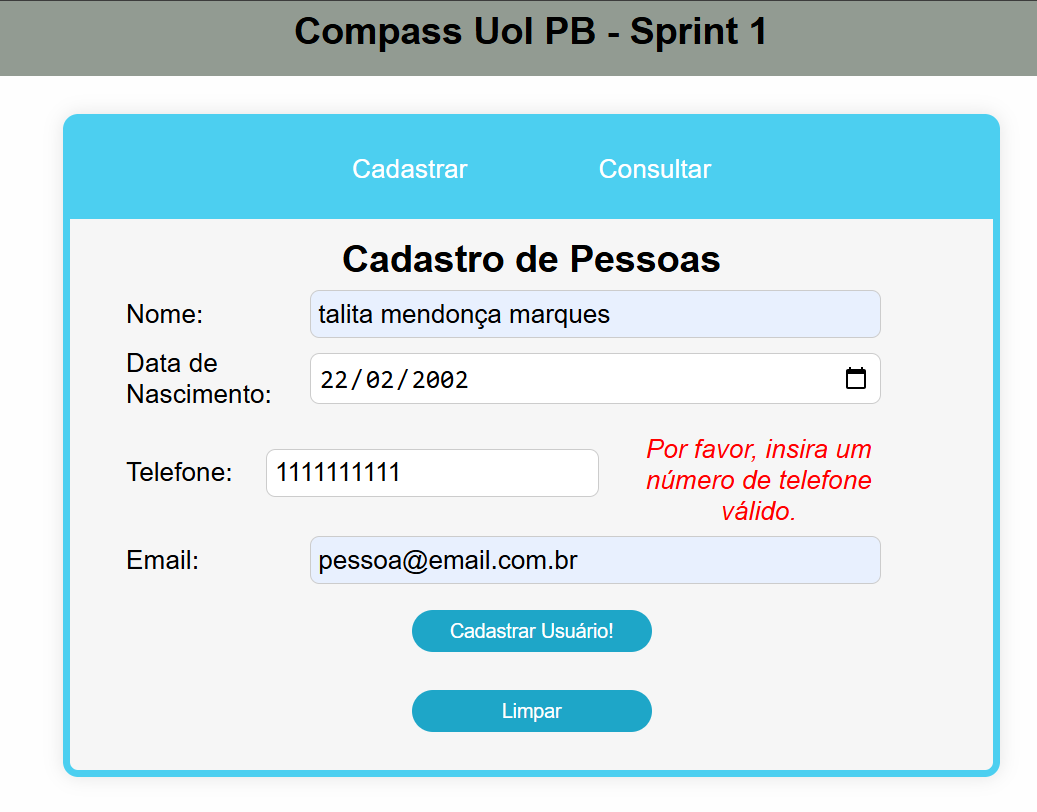 Compass Uol PB - Sprint 1
Cadastrar
Consultar
Cadastro de Pessoas
Nome:
talita mendonça marques
Data de
Nascimento:
22/02/2002
Telefone:
1111111111
Por favor, insira um
número de telefone
válido.
Email:
pessoa@email.com.br
Cadastrar Usuário!
Limpar